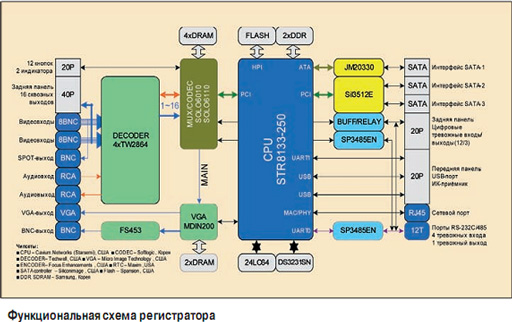 4xDRAM
FLASH
2xDDR
12 кнопок
2 индикатора
20P
Задняя панель
16 сквозных
выходов
40P
Видеовходы
8BNC
Видеовходы
8BNC
SPOT-выход
BNC
Аудиовход
RCA
Аудиовыход
RCA
VGA-выход
VGA
BNC-выход
BNC
DECODER
4xTW2864
1~16
MUX/CODEC
SOLO6010
SOLO6110
MAIN
VGA
MDIN200
FS453
2xDRAM
HPI
ATA
PCI
PCI
CPU
STR8133-250
UARTI
USB
USB
MAC/PHY
UARTI
24LC64
DS3231SN
JM20330
SI3512E
BUFF/RELAY
SP3485EN
SP3485EN
SATA
Интерфейс SATA-1
SATA
Интерфейс SATA-2
SATA
Интерфейс SATA-3
20P
Задняя панель
Цифровые
тревожные входы/
выходы (12/3)
20P
Передняя панель
USB-порт
ИК-приёмник
RJ45
Сетевой порт
12T
Порты RS-232C/485
4 тревожных входа
1 тревожный выход
Чипсеты:
CPU – Cavium Networks (Starsemi), США
CODEC – Softlogic, Корея
DECODER – Techwell, США
VGA – Micro Image Technology, США
ENCODER – Focus Enhancements, США
RTC – Maxim, USA
SATA controller – Siliconimage, США
Flash – Spansion, США
DDR, SDRAM – Samsung, Корея
Функциональная схема регистратора